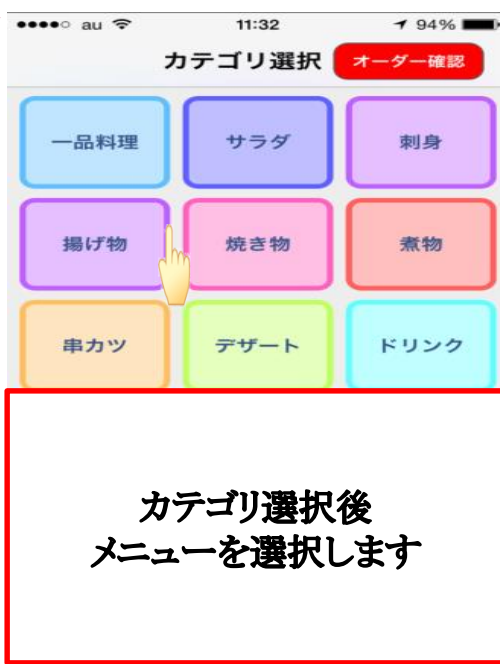 au 11:32 94%
カテゴリ選択 オーダー確認
一品料理 サラダ 刺身
揚げ物 焼き物 煮物
串カツ デザート ドリンク
カテゴリ選択後
メニューを選択します